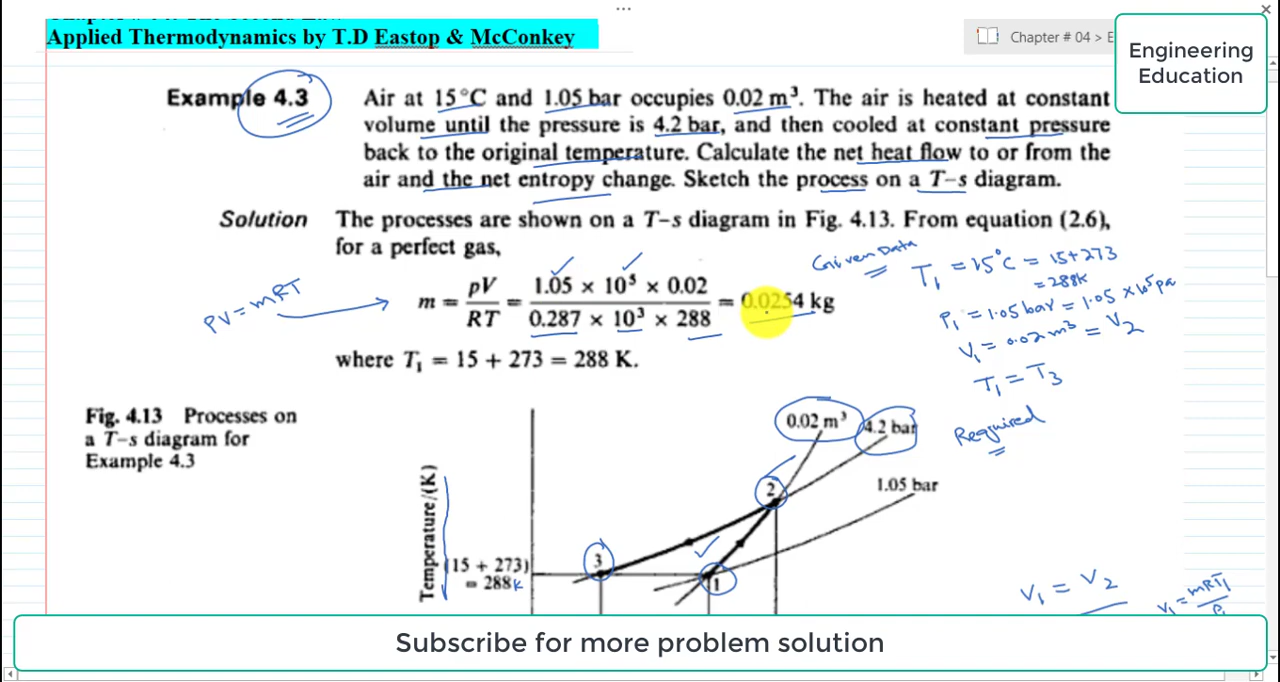 Applied Thermodynamics by T.D Eastop & McConkey
Chapter # 04 > E
Engineering
Education
Example 4.3
Air at 15 °C and 1.05 bar occupies 0.02 m³. The air is heated at constant
volume until the pressure is 4.2 bar, and then cooled at constant pressure
back to the original temperature. Calculate the net heat flow to or from the
air and the net entropy change. Sketch the process on a T–s diagram.
Solution
The processes are shown on a T–s diagram in Fig. 4.13. From equation (2.6),
for a perfect gas,
PV = mRT
m = pV / RT = 1.05 × 10⁵ × 0.02 / 0.287 × 10³ × 288 = 0.0254 kg
where T₁ = 15 + 273 = 288 K.
Given Data
T₁ = 15°C = 15+273
= 288k
P₁ = 1.05 bar = 1.05 × 10⁵ pa
V₁ = 0.02m³ = V₂
T₁ = T₃
Required
Fig. 4.13 Processes on
a T–s diagram for
Example 4.3
Temperature/(K)
0.02 m³
4.2 bar
1.05 bar
2
3
1
(15 + 273)
= 288K
V₁ = V₂
V₁ = mRT₁ / P₁
Subscribe for more problem solution